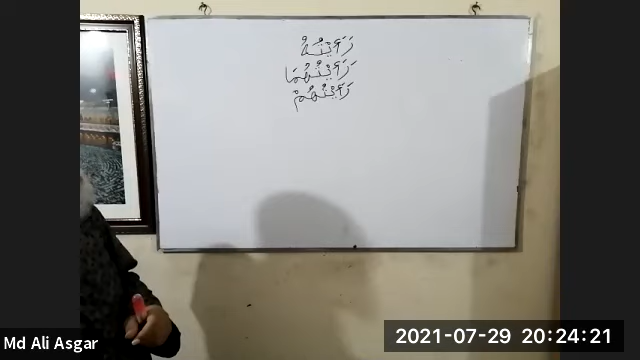 رَأَيْتُهُ
رَأَيْتُهُمَا
رَأَيْتُهُمْ
Md Ali Asgar
2021-07-29 20:24:21